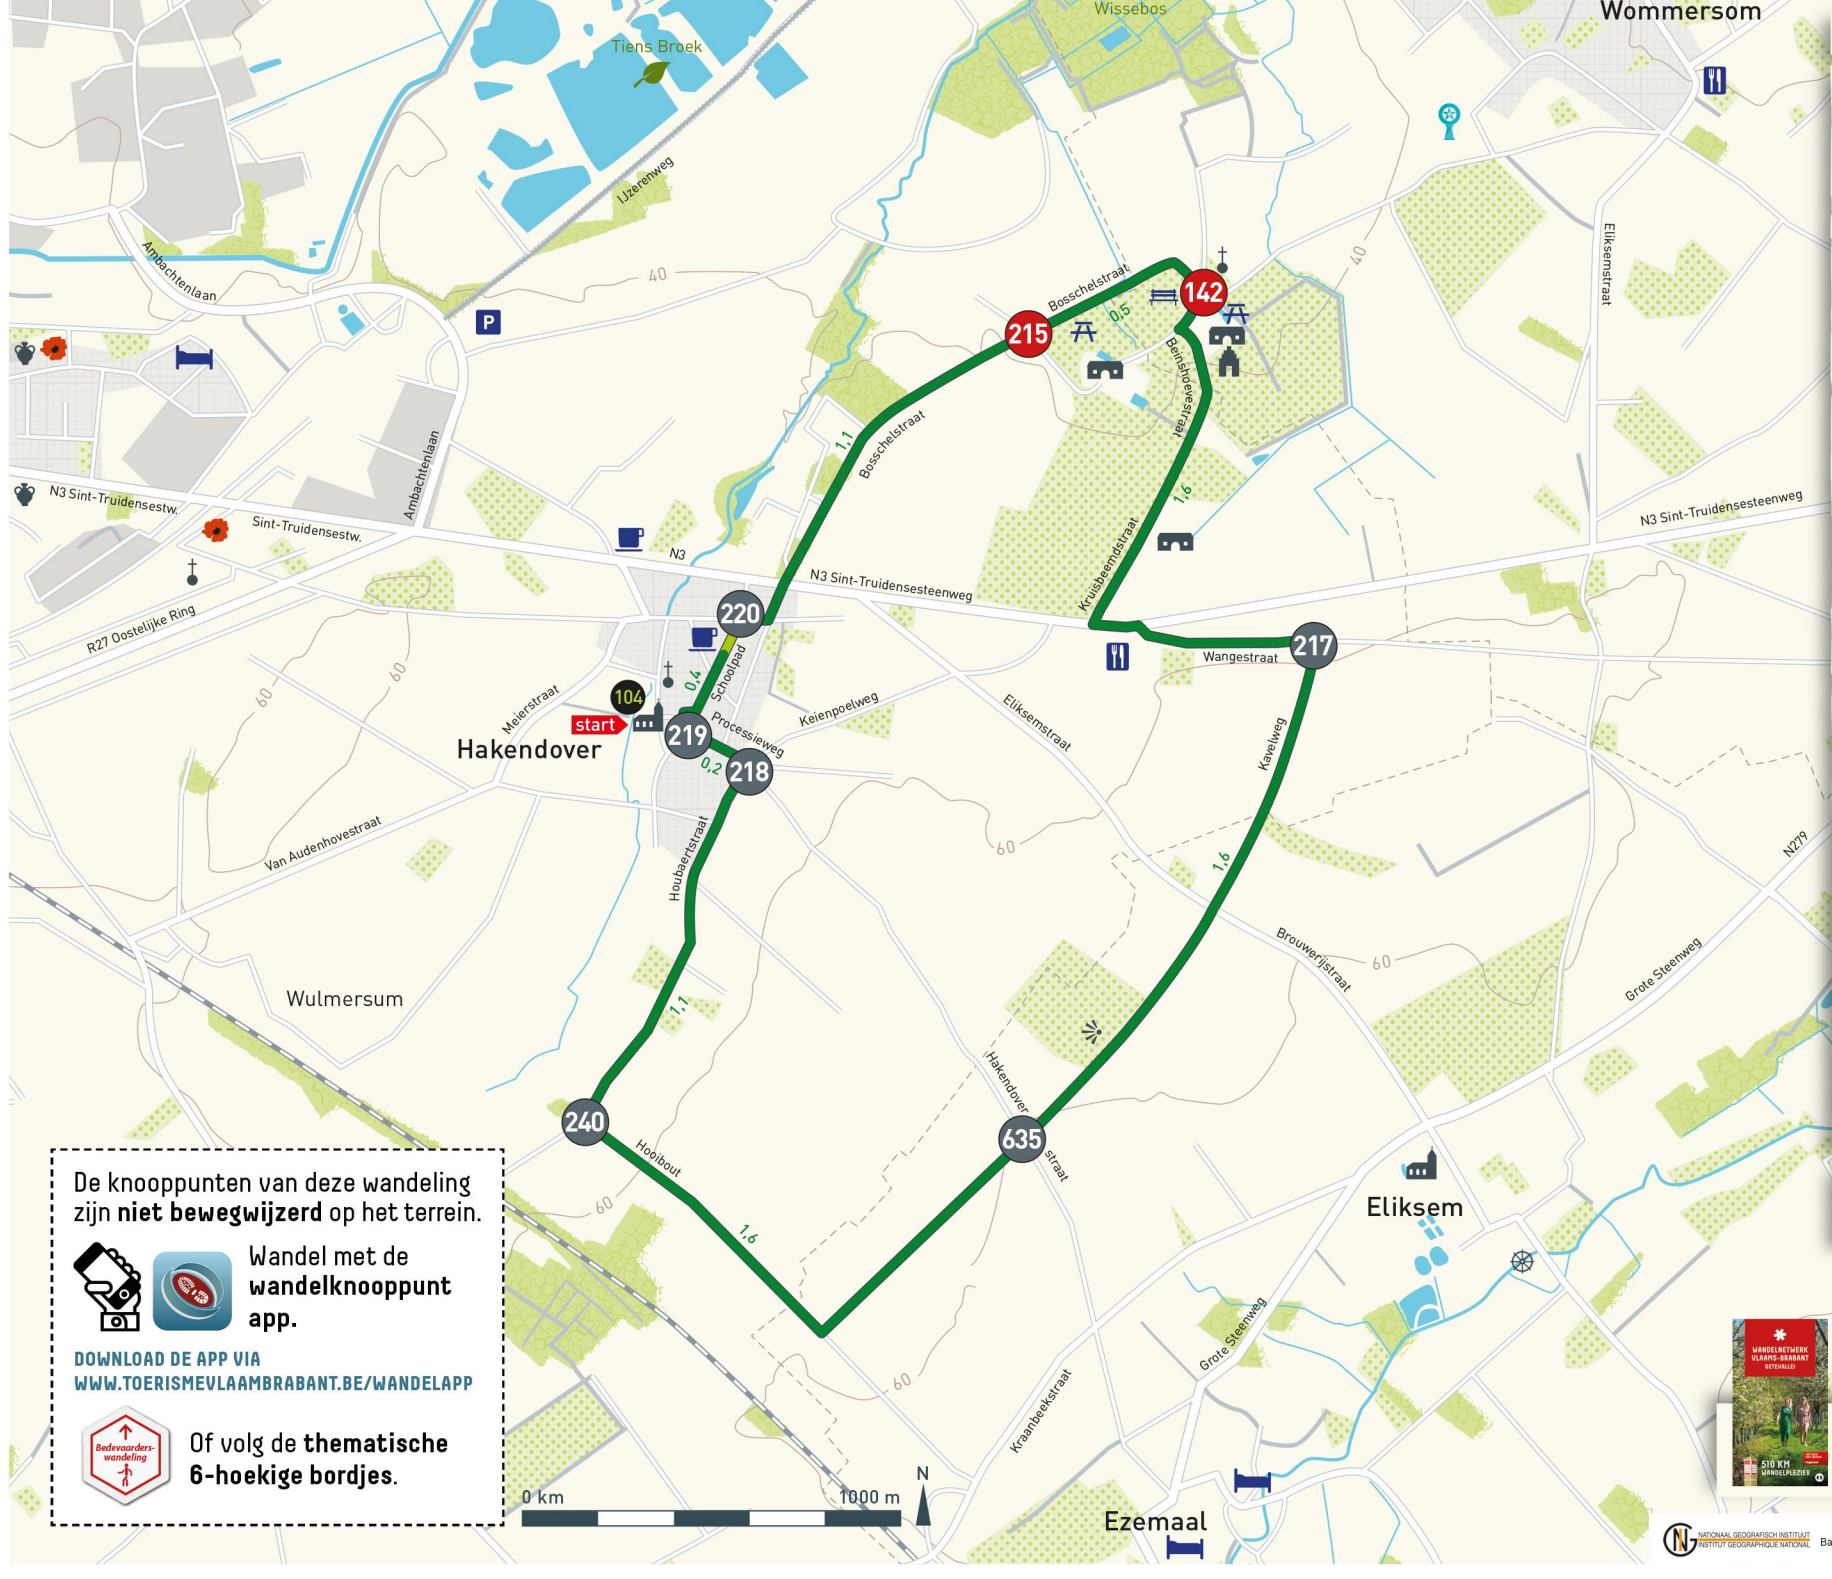 Wissebos
Wommersom
Tiens Broek
IJzerenweg
Ambachtenlaan
40
40
Eliksemstraat
P
Bosschelstraat
142
0,5
215
Beinshoevestraat
1,1
Bosschelstraat
Ambachtenlaan
1,6
N3 Sint-Truidensestw.
Sint-Truidensestw.
N3 Sint-Truidensesteenweg
N3
N3 Sint-Truidensesteenweg
Kruisbeemdstraat
R27 Oostelijke Ring
220
217
Wangestraat
60
60
0,4
Schoolpad
104
start
Meierstraat
Hakendover
219
Processieweg
Keienpoelweg
0,2
218
Eliksemstraat
Kavelweg
Van Audenhovestraat
Houbaertstraat
60
1,6
N279
Brouwerijstraat
60
Grote Steenweg
Wulmersum
1,1
Hakendover
straat
240
635
Hooibout
60
1,6
Eliksem
Grote Steenweg
60
Kraanbeekstraat
Ezemaal
De knooppunten van deze wandeling
zijn niet bewegwijzerd op het terrein.
Wandel met de
wandelknooppunt
app.
DOWNLOAD DE APP VIA
WWW.TOERISMEVLAAMBRABANT.BE/WANDELAPP
Bedevaarders-
wandeling
Of volg de thematische
6-hoekige bordjes.
0 km
1000 m
N
WANDELNETWERK
VLAAMS-BRABANT
GETEVALLEI
510 KM
WANDELPLEZIER
NGI
NATIONAAL GEOGRAFISCH INSTITUUT
INSTITUT GEOGRAPHIQUE NATIONAL
Ba